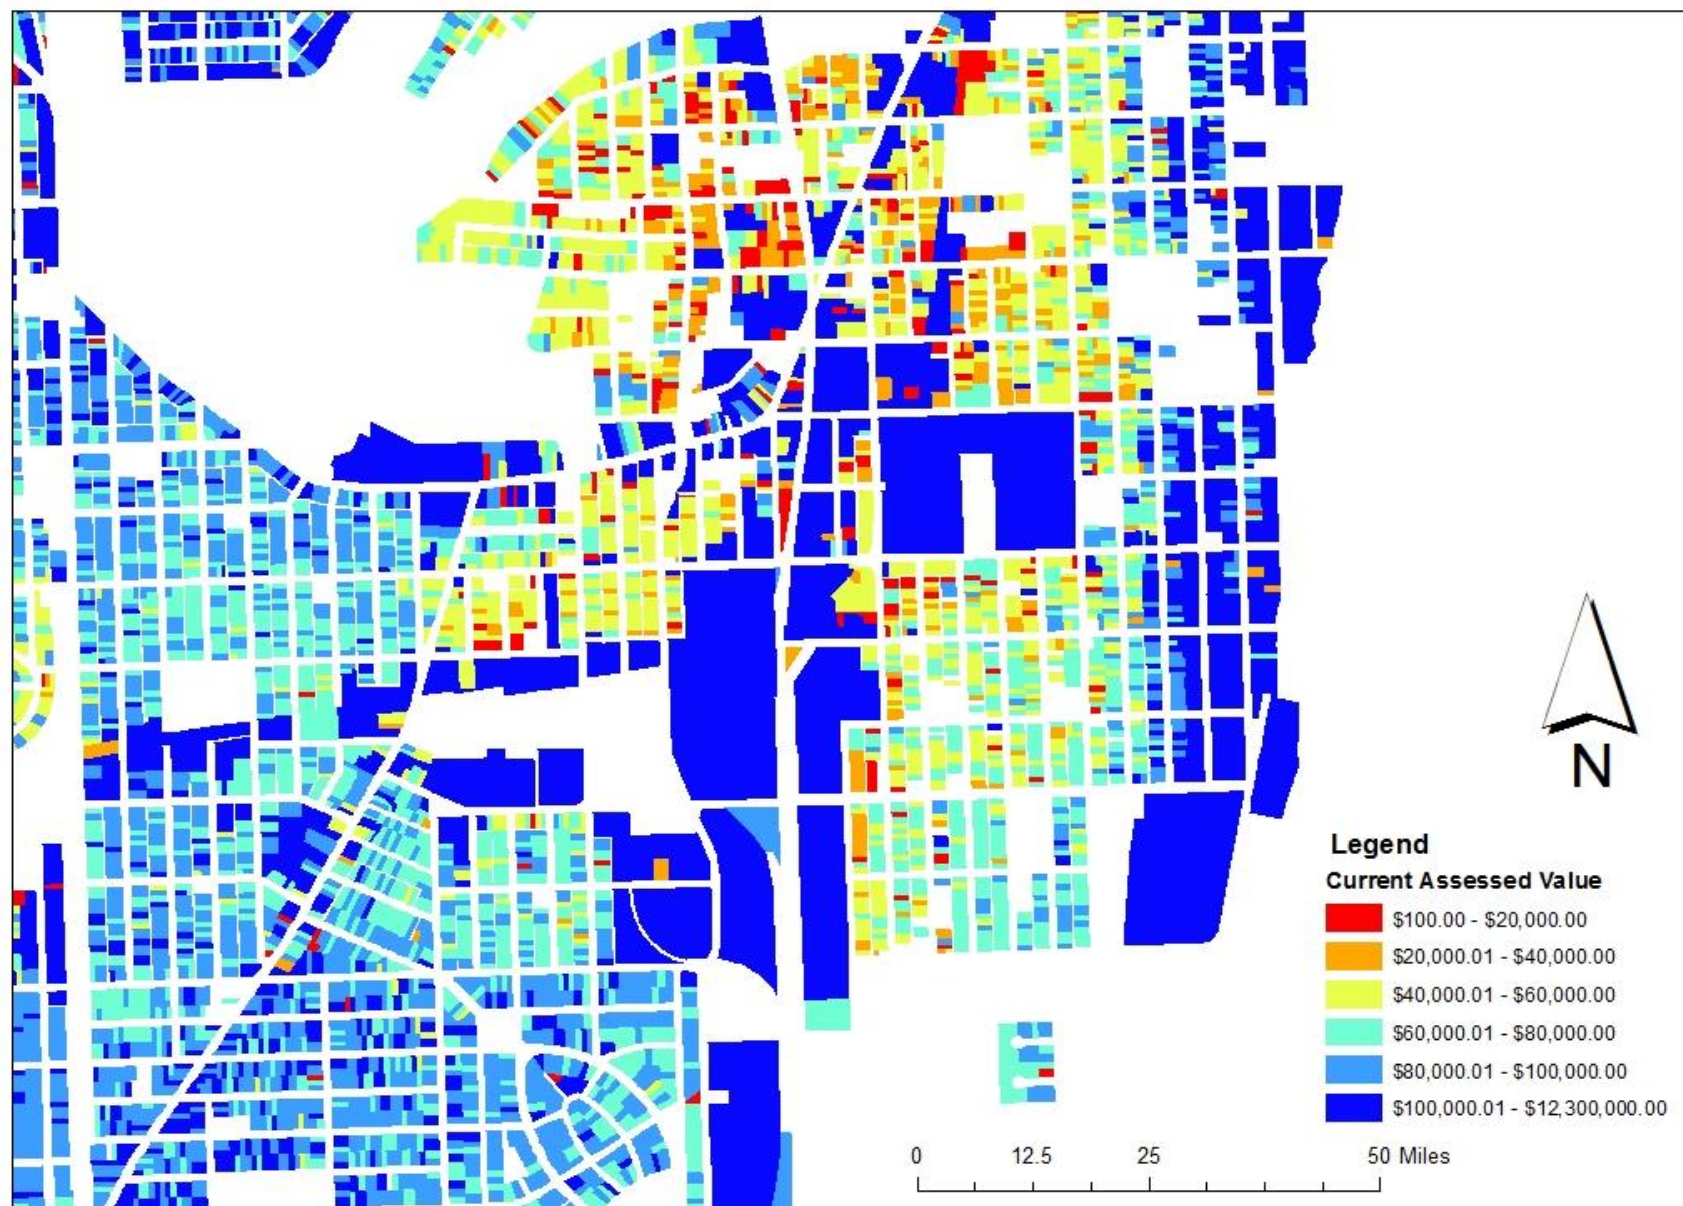 N
Legend
Current Assessed Value
$100.00 - $20,000.00
$20,000.01 - $40,000.00
$40,000.01 - $60,000.00
$60,000.01 - $80,000.00
$80,000.01 - $100,000.00
$100,000.01 - $12,300,000.00
0 12.5 25 50 Miles